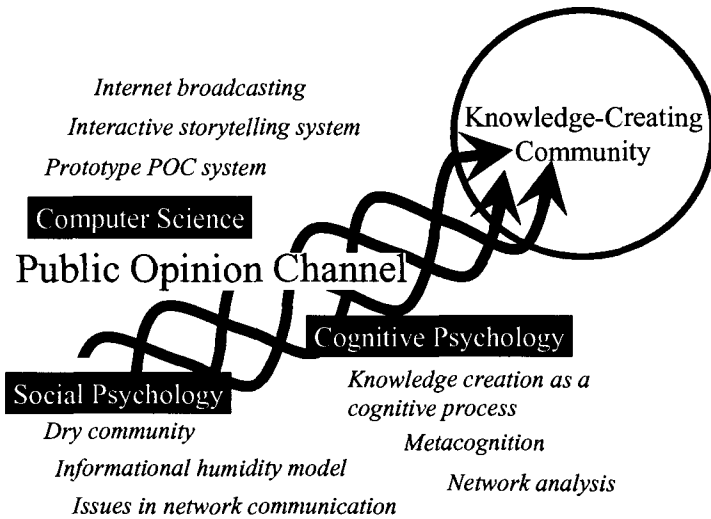 Internet broadcasting
Interactive storytelling system
Prototype POC system
Computer Science
Public Opinion Channel
Knowledge-Creating
Community
Cognitive Psychology
Knowledge creation as a
cognitive process
Metacognition
Network analysis
Social Psychology
Dry community
Informational humidity model
Issues in network communication